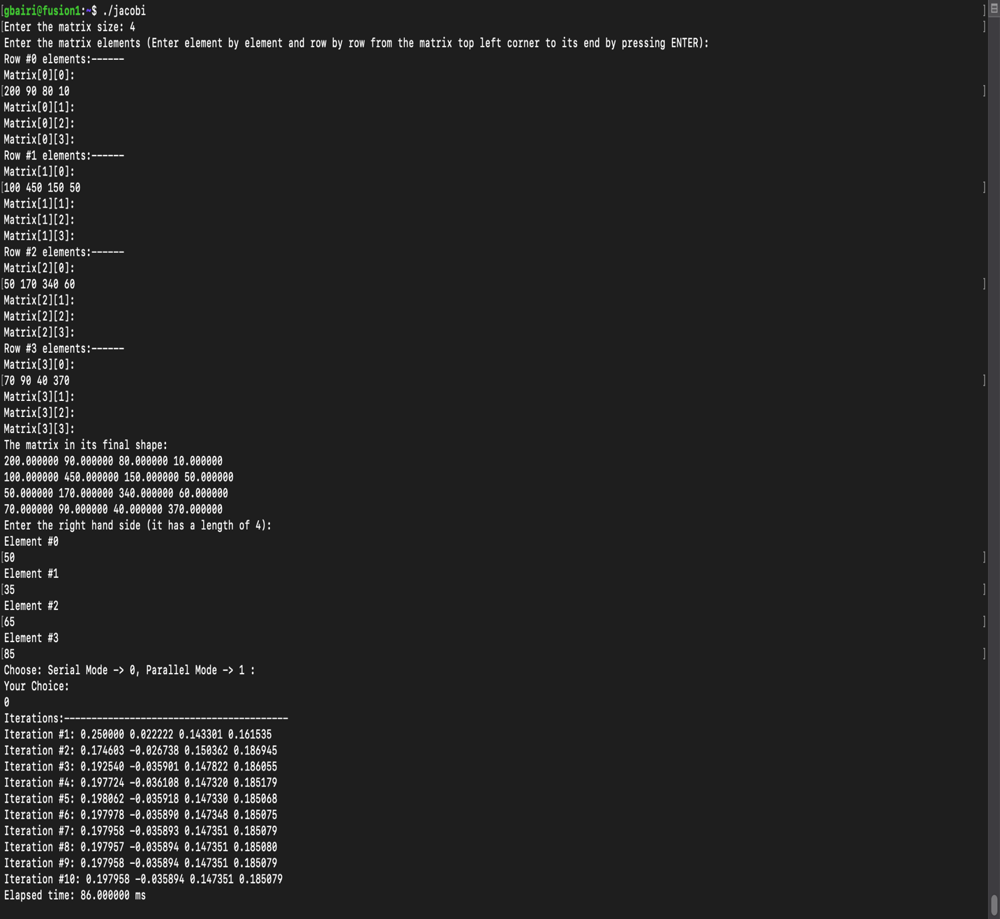 [gbairi@fusion1:~$ ./jacobi ]
[Enter the matrix size: 4 ]
Enter the matrix elements (Enter element by element and row by row from the matrix top left corner to its end by pressing ENTER):
Row #0 elements:------
Matrix[0][0]:
[200 90 80 10 ]
Matrix[0][1]:
Matrix[0][2]:
Matrix[0][3]:
Row #1 elements:------
Matrix[1][0]:
[100 450 150 50 ]
Matrix[1][1]:
Matrix[1][2]:
Matrix[1][3]:
Row #2 elements:------
Matrix[2][0]:
[50 170 340 60 ]
Matrix[2][1]:
Matrix[2][2]:
Matrix[2][3]:
Row #3 elements:------
Matrix[3][0]:
[70 90 40 370 ]
Matrix[3][1]:
Matrix[3][2]:
Matrix[3][3]:
The matrix in its final shape:
200.000000 90.000000 80.000000 10.000000
100.000000 450.000000 150.000000 50.000000
50.000000 170.000000 340.000000 60.000000
70.000000 90.000000 40.000000 370.000000
Enter the right hand side (it has a length of 4):
Element #0
[50 ]
Element #1
[35 ]
Element #2
[65 ]
Element #3
[85 ]
Choose: Serial Mode -> 0, Parallel Mode -> 1 :
Your Choice:
0
Iterations:-----------------------------------------
Iteration #1: 0.250000 0.022222 0.143301 0.161535
Iteration #2: 0.174603 -0.026738 0.150362 0.186945
Iteration #3: 0.192540 -0.035901 0.147822 0.186055
Iteration #4: 0.197724 -0.036108 0.147320 0.185179
Iteration #5: 0.198062 -0.035918 0.147330 0.185068
Iteration #6: 0.197978 -0.035890 0.147348 0.185075
Iteration #7: 0.197958 -0.035893 0.147351 0.185079
Iteration #8: 0.197957 -0.035894 0.147351 0.185080
Iteration #9: 0.197958 -0.035894 0.147351 0.185079
Iteration #10: 0.197958 -0.035894 0.147351 0.185079
Elapsed time: 86.000000 ms